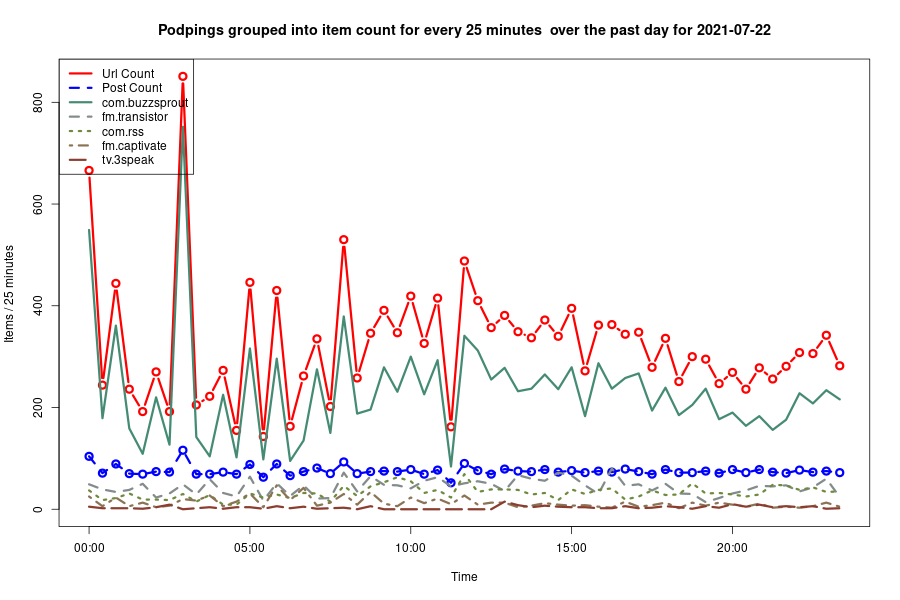 Podpings grouped into item count for every 25 minutes  over the past day for 2021-07-22
Url Count
Post Count
com.buzzsprout
fm.transistor
com.rss
fm.captivate
tv.3speak
800
600
400
200
0
Items / 25 minutes
00:00
05:00
10:00
15:00
20:00
Time